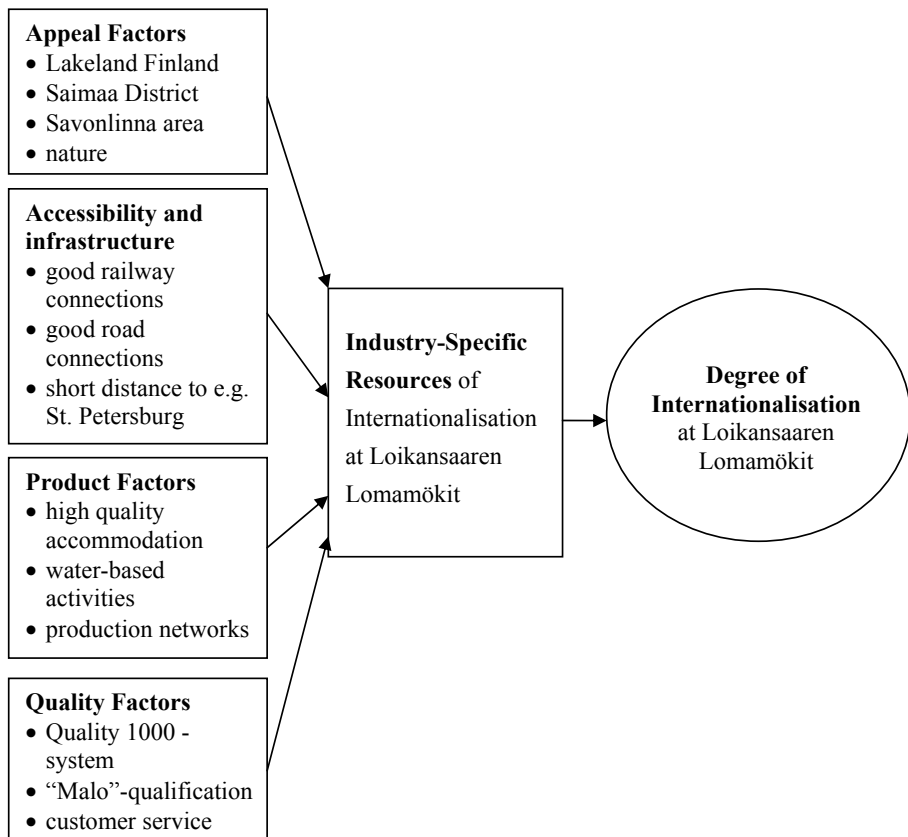 Appeal Factors
• Lakeland Finland
• Saimaa District
• Savonlinna area
• nature
Accessibility and
infrastructure
• good railway
connections
• good road
connections
• short distance to e.g.
St. Petersburg
Product Factors
• high quality
accommodation
• water-based
activities
• production networks
Quality Factors
• Quality 1000 -
system
• “Malo”-qualification
• customer service
Industry-Specific
Resources of
Internationalisation
at Loikansaaren
Lomamökit
Degree of
Internationalisation
at Loikansaaren
Lomamökit